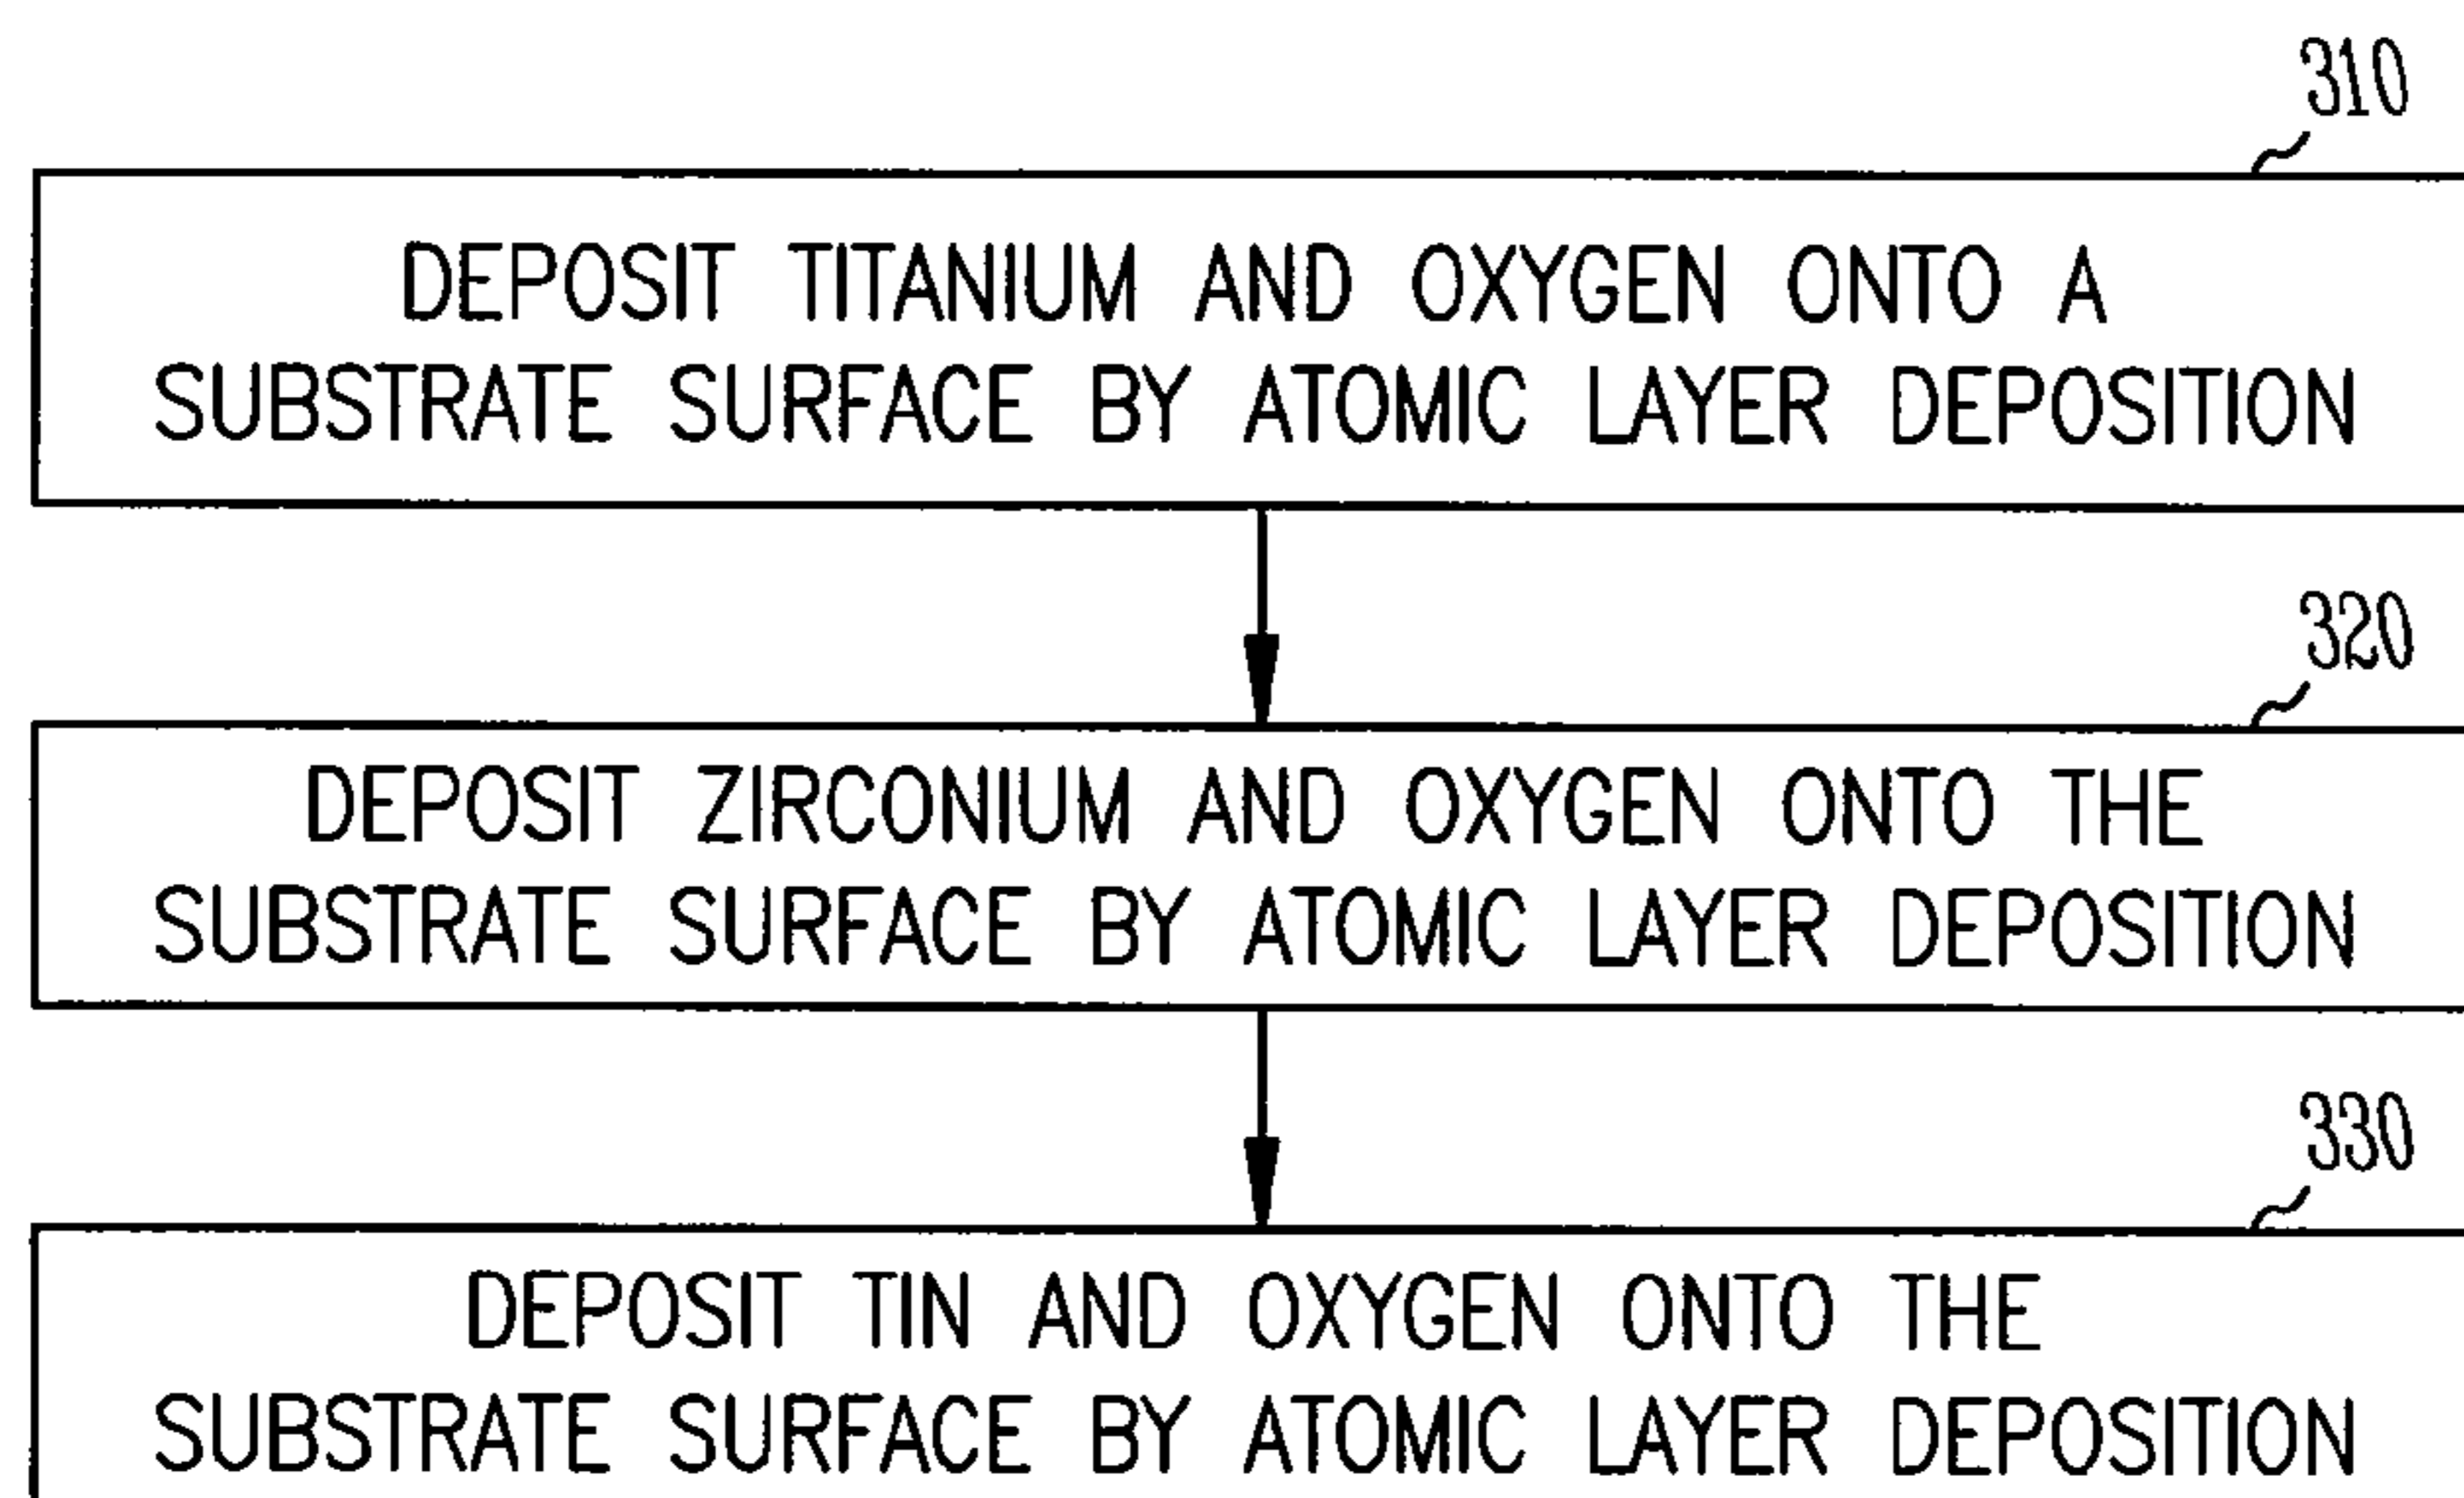 310
DEPOSIT TITANIUM AND OXYGEN ONTO A
SUBSTRATE SURFACE BY ATOMIC LAYER DEPOSITION
320
DEPOSIT ZIRCONIUM AND OXYGEN ONTO THE
SUBSTRATE SURFACE BY ATOMIC LAYER DEPOSITION
330
DEPOSIT TIN AND OXYGEN ONTO THE
SUBSTRATE SURFACE BY ATOMIC LAYER DEPOSITION